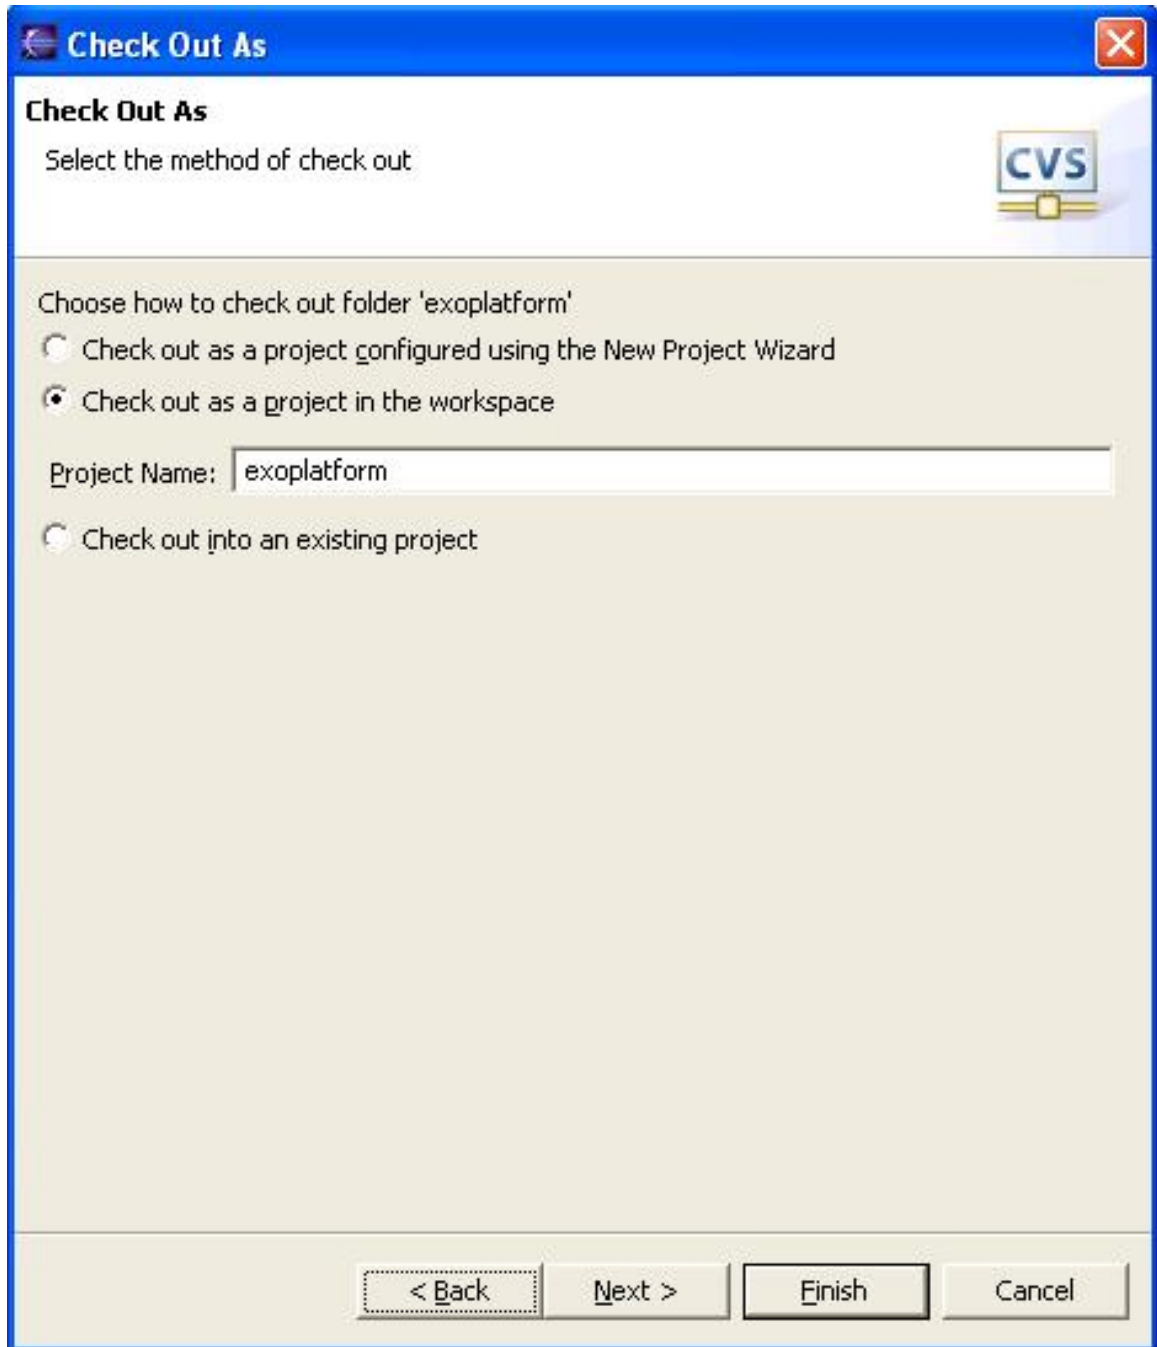 Check Out As
Check Out As
Select the method of check out
CVS
Choose how to check out folder 'exoplatform'
Check out as a project configured using the New Project Wizard
Check out as a project in the workspace
Project Name: exoplatform
Check out into an existing project
< Back Next > Finish Cancel